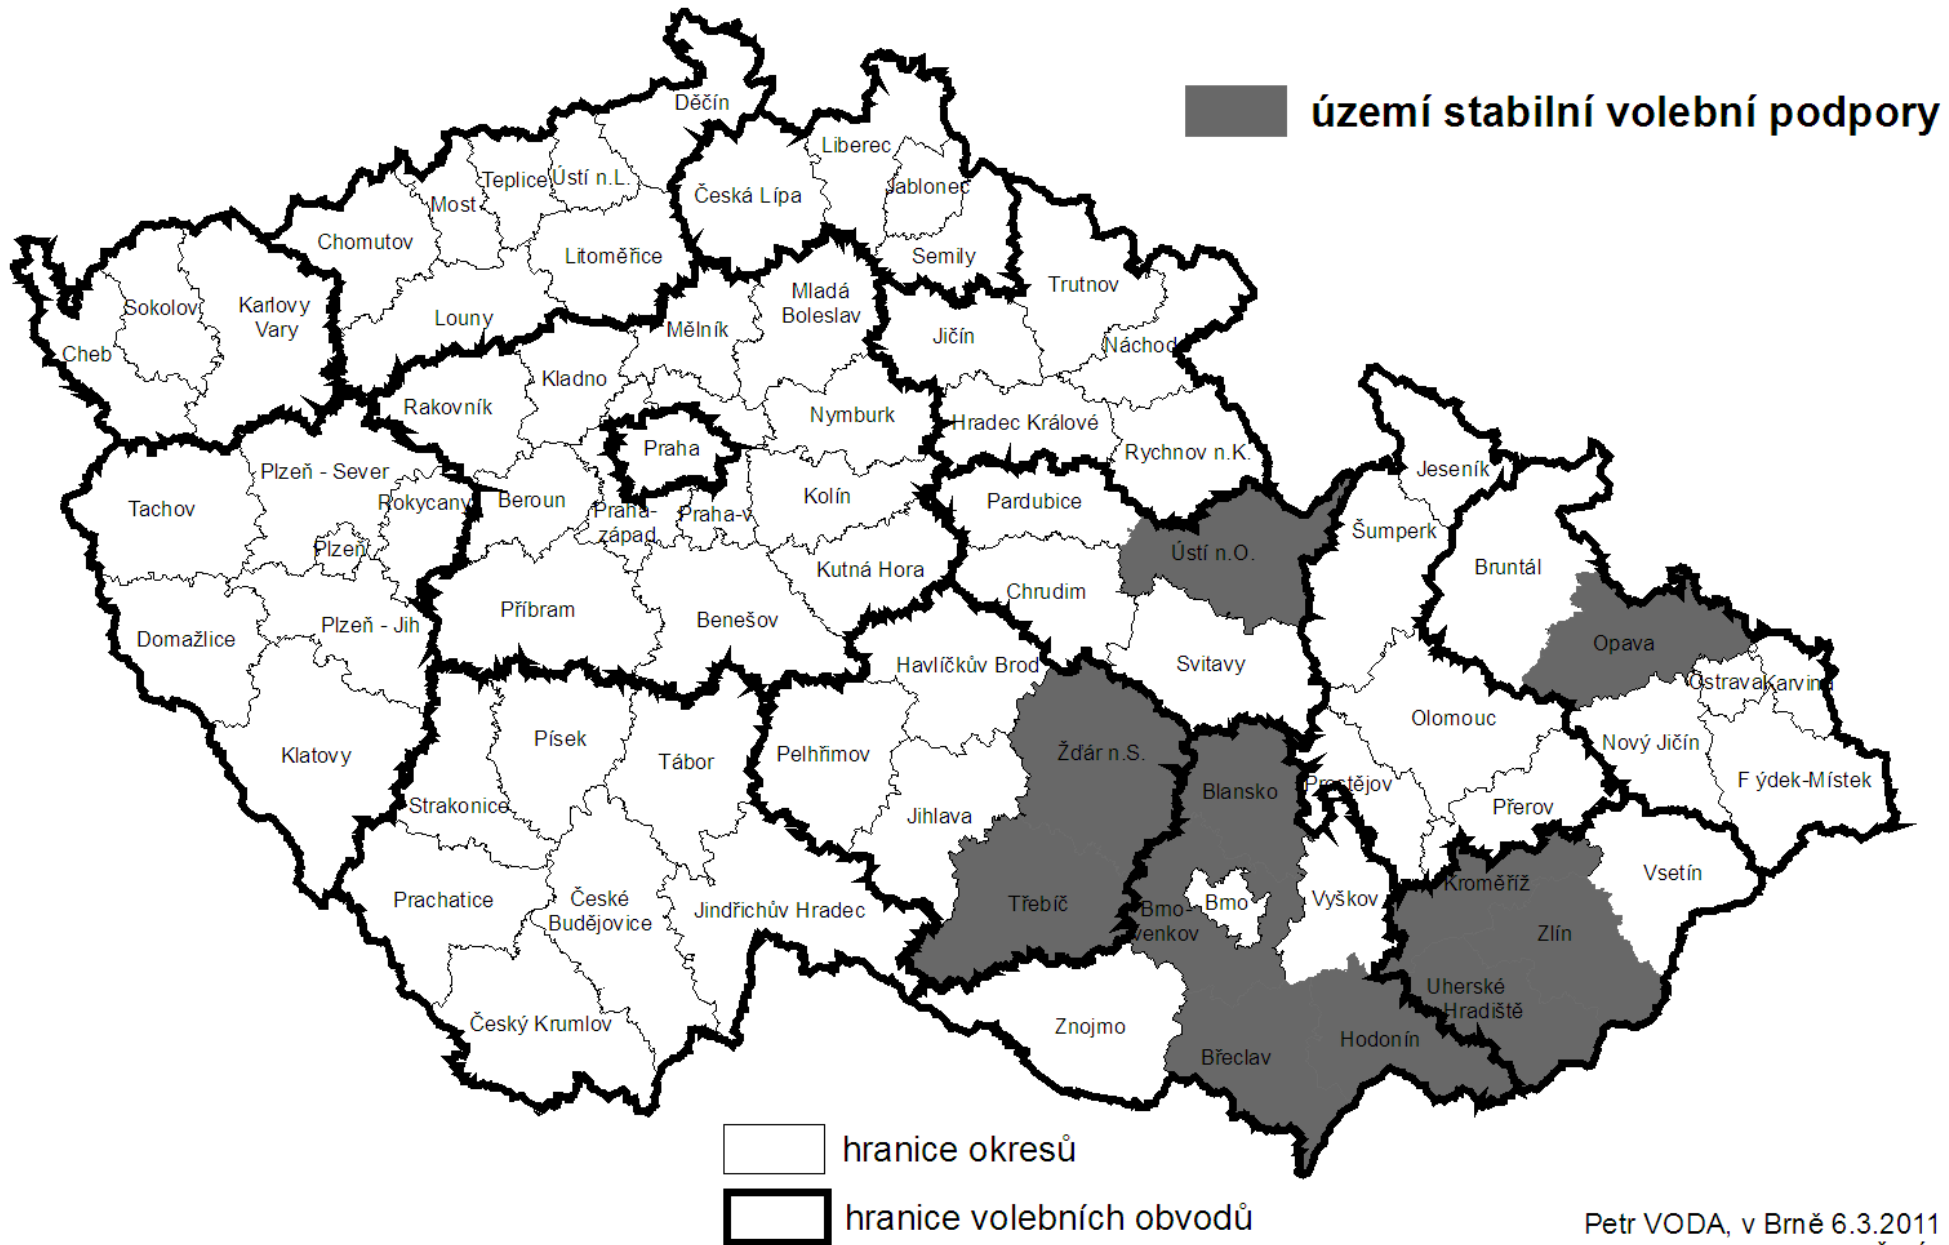 Děčín
území stabilní volební podpory
Liberec
Teplice
Ústí n.L.
Jablonec
Česká Lípa
Most
Chomutov
Litoměřice
Semily
Trutnov
Sokolov
Karlovy
Vary
Mladá
Boleslav
Louny
Mělník
Jičín
Náchod
Cheb
Kladno
Rakovník
Nymburk
Hradec Králové
Praha
Rychnov n.K.
Plzeň - Sever
Jeseník
Rokycany
Beroun
Kolín
Pardubice
Tachov
Praha-
západ
Praha-v
Šumperk
Plzeň
Ústí n.O.
Kutná Hora
Bruntál
Chrudim
Příbram
Benešov
Plzeň - Jih
Domažlice
Opava
Havlíčkův Brod
Svitavy
Ostrava
Karviná
Olomouc
Písek
Nový Jičín
Klatovy
Tábor
Pelhřimov
Žďár n.S.
F ýdek-Místek
Prostějov
Blansko
Strakonice
Přerov
Jihlava
Vsetín
Kroměříž
Prachatice
České
Budějovice
Jindřichův Hradec
Třebíč
Brno-
venkov
Brno
Vyškov
Zlín
Uherské
Hradiště
Český Krumlov
Znojmo
Hodonín
Břeclav
hranice okresů
hranice volebních obvodů
Petr VODA, v Brně 6.3.2011